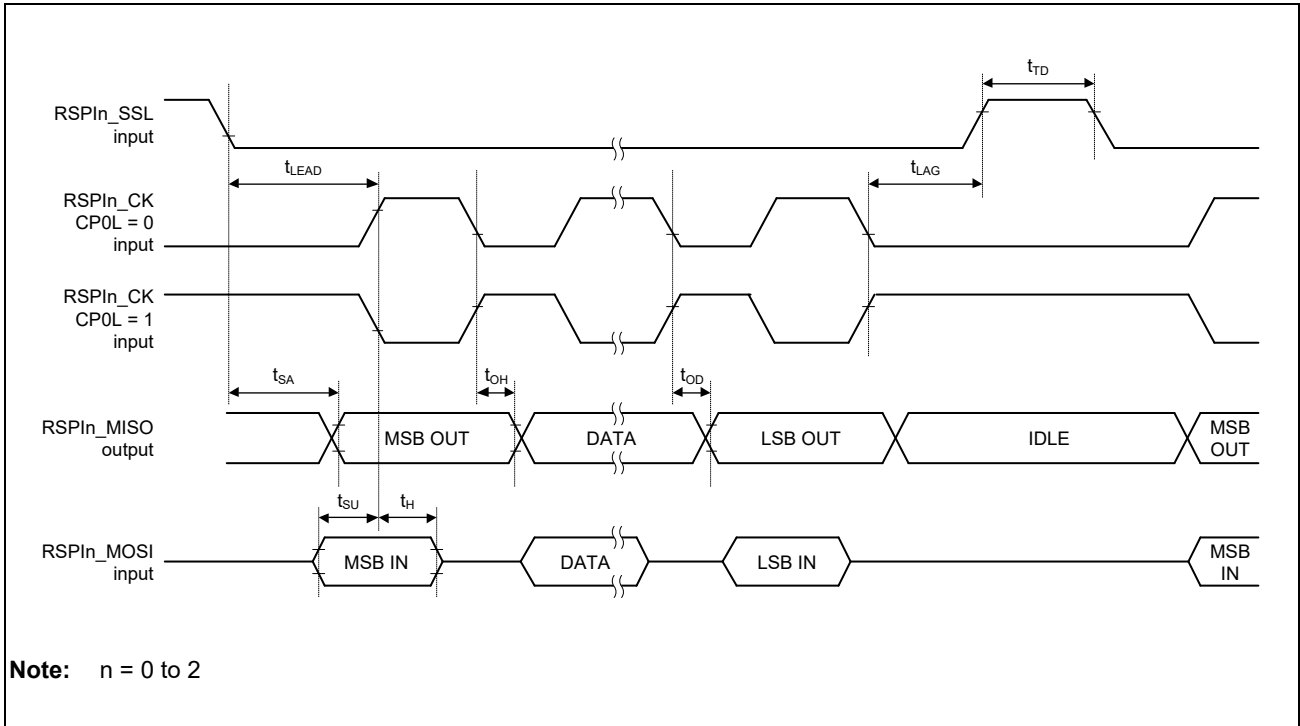 tTD
RSPIn_SSL
input
tLEAD
tLAG
RSPIn_CK
CP0L = 0
input
RSPIn_CK
CP0L = 1
input
tSA
tOH
tOD
RSPIn_MISO
output
MSB OUT
DATA
LSB OUT
IDLE
MSB
OUT
tSU
tH
RSPIn_MOSI
input
MSB IN
DATA
LSB IN
MSB
IN
Note: n = 0 to 2